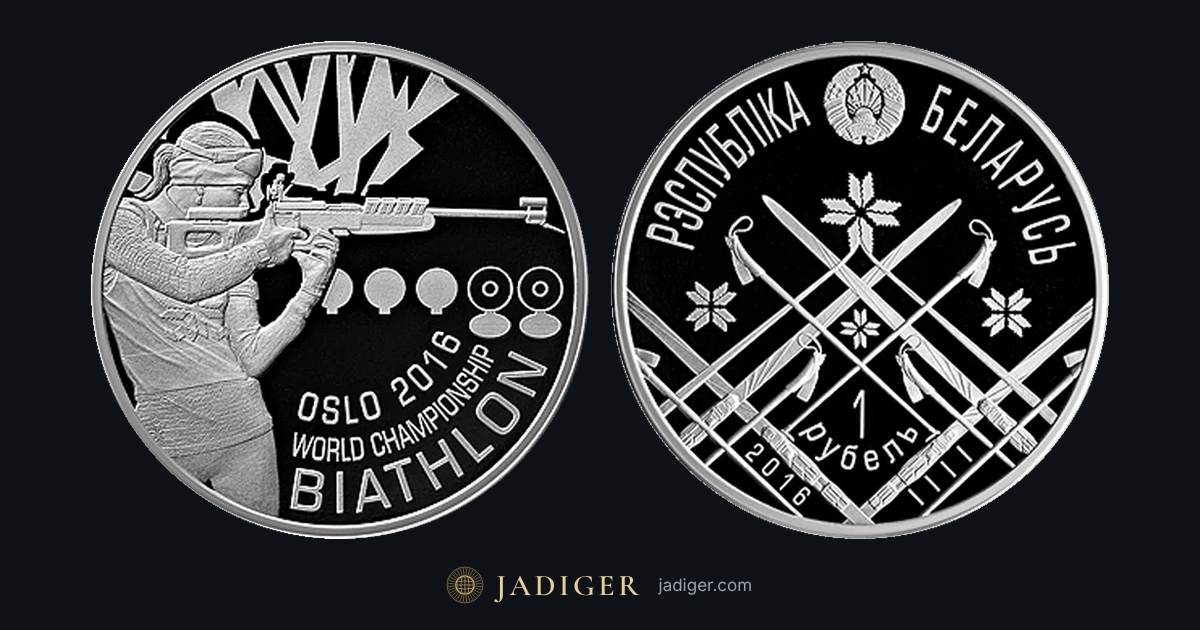 OSLO 2016
WORLD CHAMPIONSHIP
BIATHLON
РЭСПУБЛІКА БЕЛАРУСЬ
1
рубель
2016
JADIGER jadiger.com